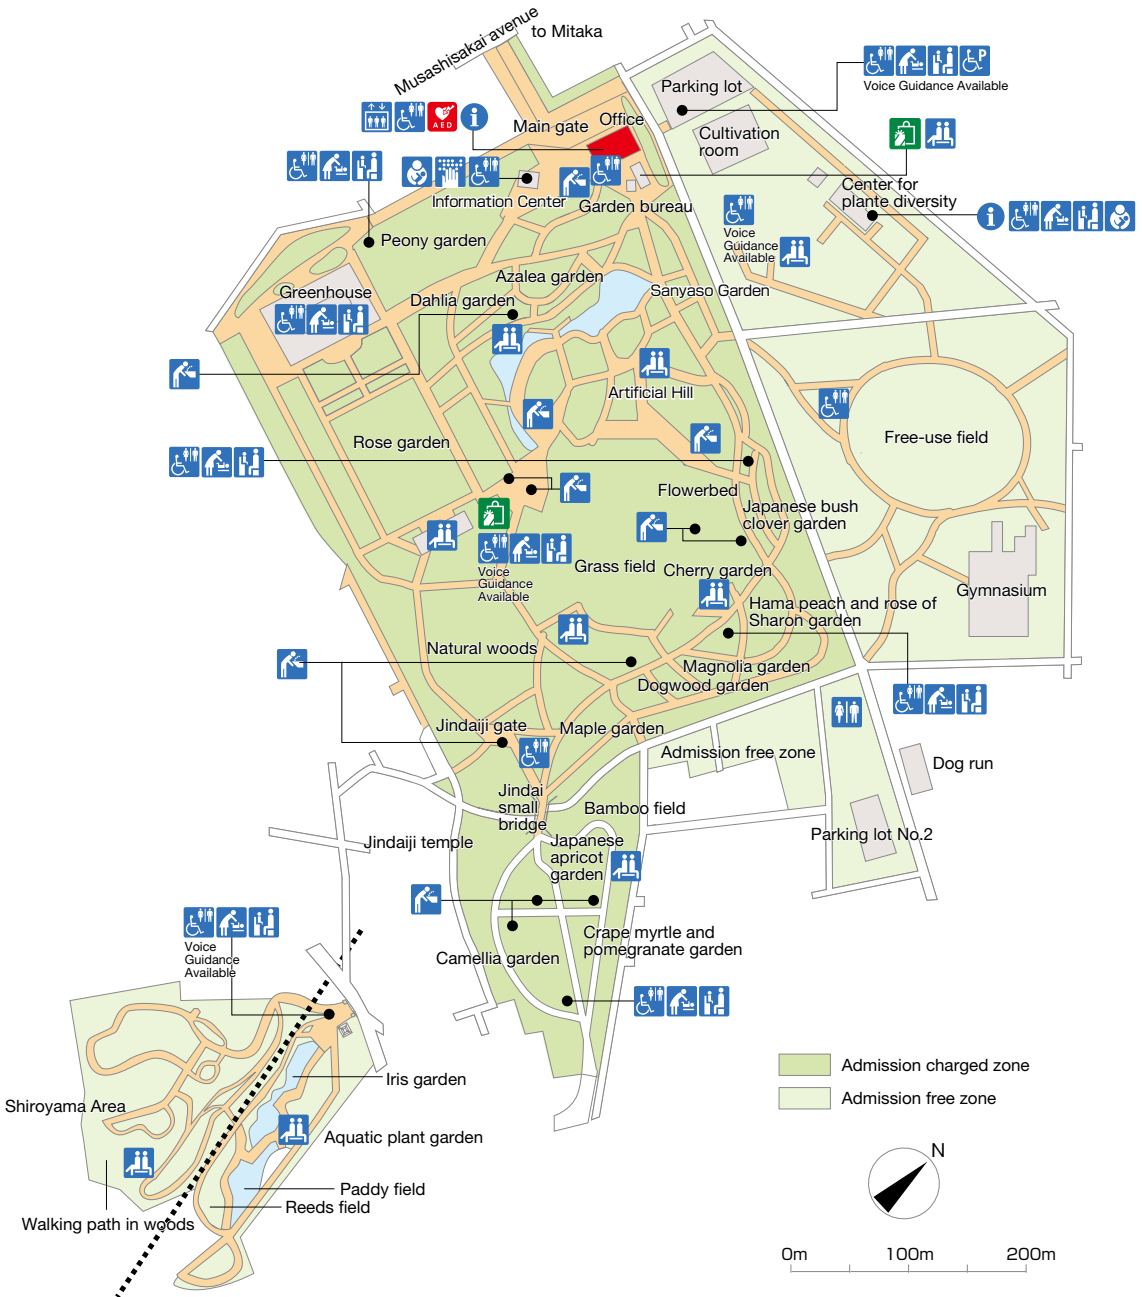 Musashisakai avenue
to Mitaka
Parking lot
P
Voice Guidance Available
Main gate
Office
AED
i
Cultivation
room
Information Center
Garden bureau
Center for
plante diversity
i
Voice
Guidance
Available
Peony garden
Azalea garden
Sanyaso Garden
Greenhouse
Dahlia garden
Artificial Hill
Free-use field
Rose garden
Flowerbed
Japanese bush
clover garden
Voice
Guidance
Available
Grass field
Cherry garden
Gymnasium
Hama peach and rose of
Sharon garden
Natural woods
Magnolia garden
Dogwood garden
Jindaiji gate
Maple garden
Admission free zone
Dog run
Jindai
small
bridge
Bamboo field
Parking lot No.2
Jindaiji temple
Japanese
apricot
garden
Crape myrtle and
pomegranate garden
Camellia garden
Voice
Guidance
Available
Iris garden
Shiroyama Area
Aquatic plant garden
Paddy field
Reeds field
Walking path in woods
Admission charged zone
Admission free zone
N
0m
100m
200m